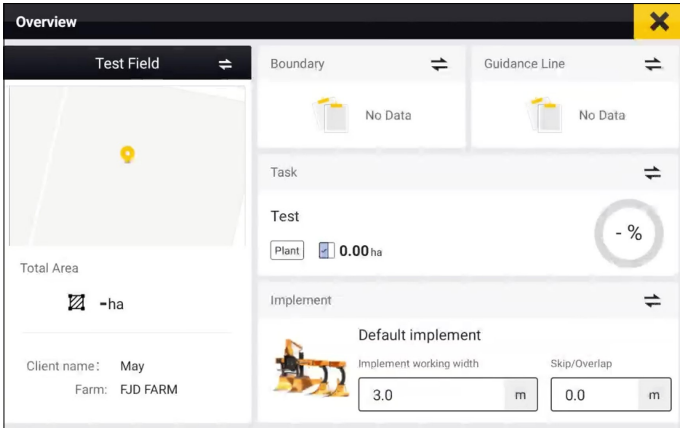 Overview
Test Field
Total Area
-ha
Client name: May
Farm: FJD FARM
Boundary
No Data
Guidance Line
No Data
Task
Test
Plant 0.00 ha
- %
Implement
Default implement
Implement working width
3.0 m
Skip/Overlap
0.0 m